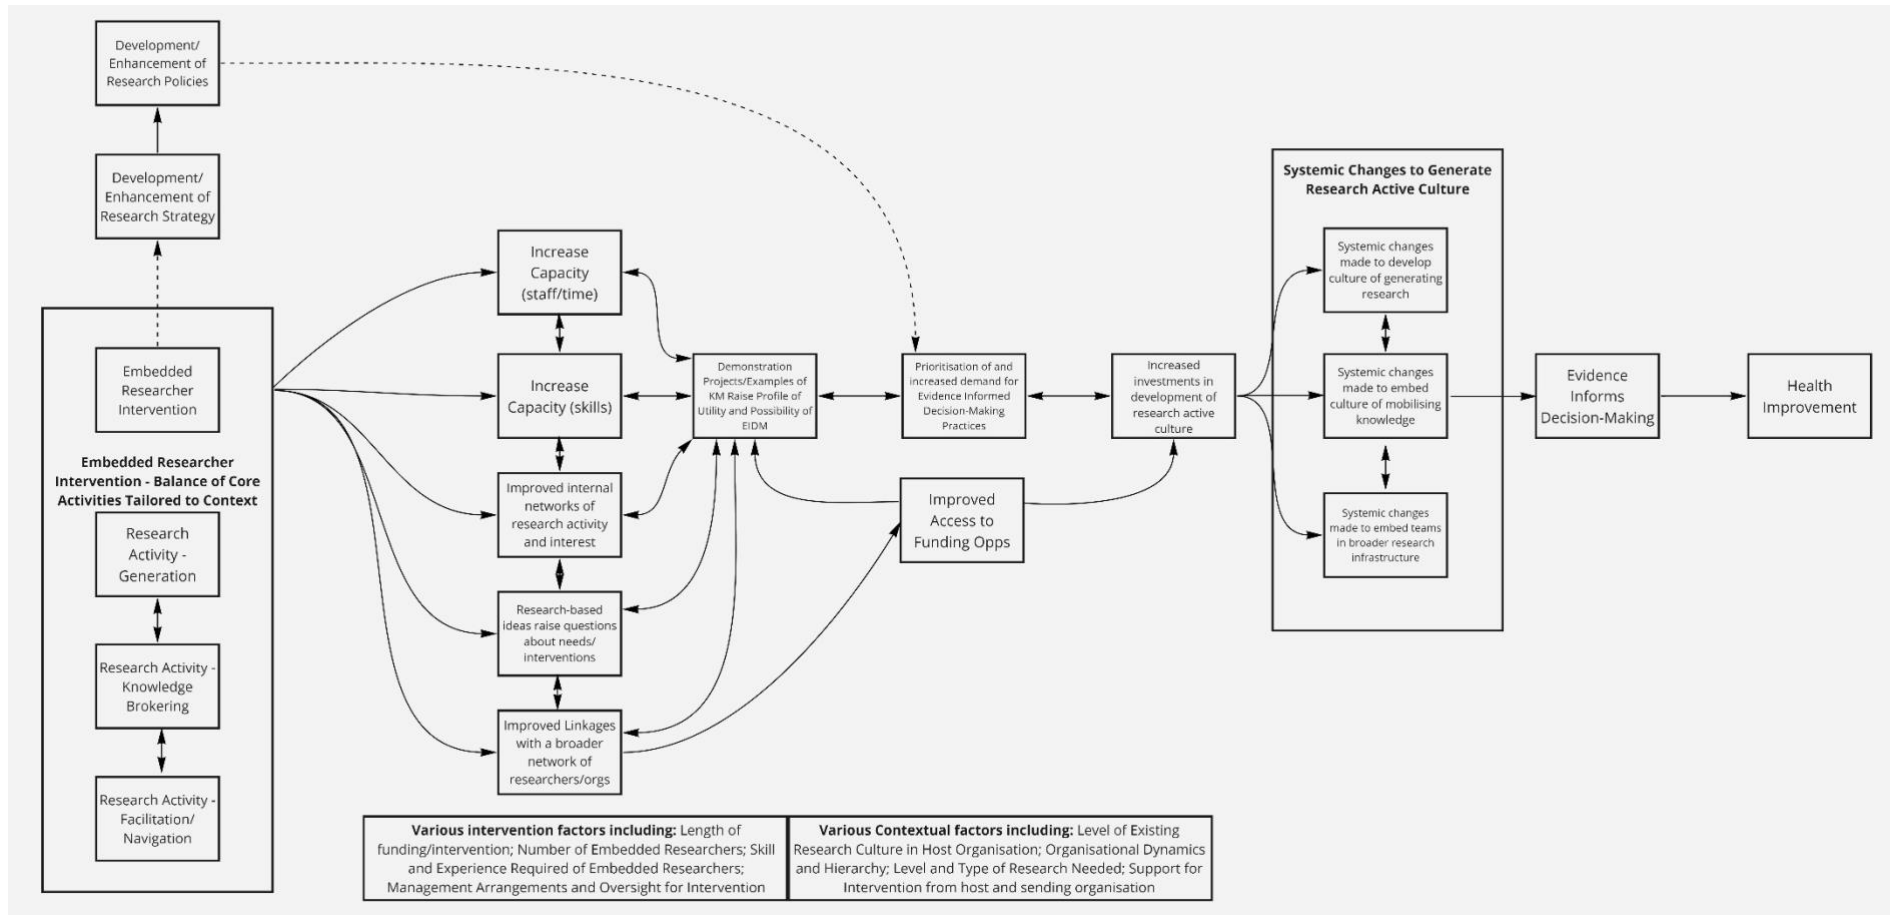 Development/
Enhancement of
Research Policies
Development/
Enhancement of
Research Strategy
Embedded
Researcher
Intervention
Embedded Researcher
Intervention - Balance of Core
Activities Tailored to Context
Research
Activity -
Generation
Research Activity -
Knowledge
Brokering
Research Activity -
Facilitation/
Navigation
Increase
Capacity
(staff/time)
Increase
Capacity (skills)
Improved internal
networks of
research activity
and interest
Research-based
ideas raise questions
about needs/
interventions
Improved Linkages
with a broader
network of
researchers/orgs
Demonstration
Projects/Examples of
KM Raise Profile of
Utility and Possibility of
EIDM
Prioritisation of and
increased demand for
Evidence Informed
Decision-Making
Practices
Improved
Access to
Funding Opps
Increased
investments in
development of
research active
culture
Systemic Changes to Generate
Research Active Culture
Systemic changes
made to develop
culture of generating
research
Systemic changes
made to embed
culture of mobilising
knowledge
Systemic changes
made to embed teams
in broader research
infrastructure
Evidence
Informs
Decision-Making
Health
Improvement
Various intervention factors including: Length of
funding/intervention; Number of Embedded Researchers; Skill
and Experience Required of Embedded Researchers;
Management Arrangements and Oversight for Intervention
Various Contextual factors including: Level of Existing
Research Culture in Host Organisation; Organisational Dynamics
and Hierarchy; Level and Type of Research Needed; Support for
Intervention from host and sending organisation